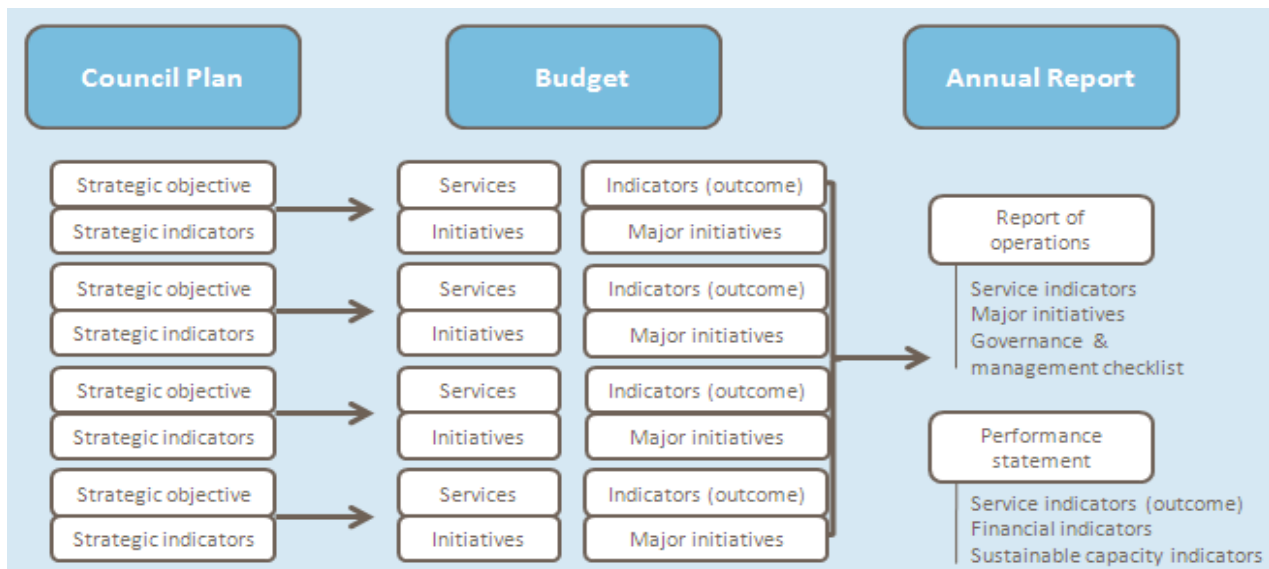 Council Plan
Budget
Annual Report
Strategic objective
Strategic indicators
Services
Initiatives
Indicators (outcome)
Major initiatives
Strategic objective
Strategic indicators
Services
Initiatives
Indicators (outcome)
Major initiatives
Strategic objective
Strategic indicators
Services
Initiatives
Indicators (outcome)
Major initiatives
Strategic objective
Strategic indicators
Services
Initiatives
Indicators (outcome)
Major initiatives
Report of
operations
Service indicators
Major initiatives
Governance &
management checklist
Performance
statement
Service indicators (outcome)
Financial indicators
Sustainable capacity indicators